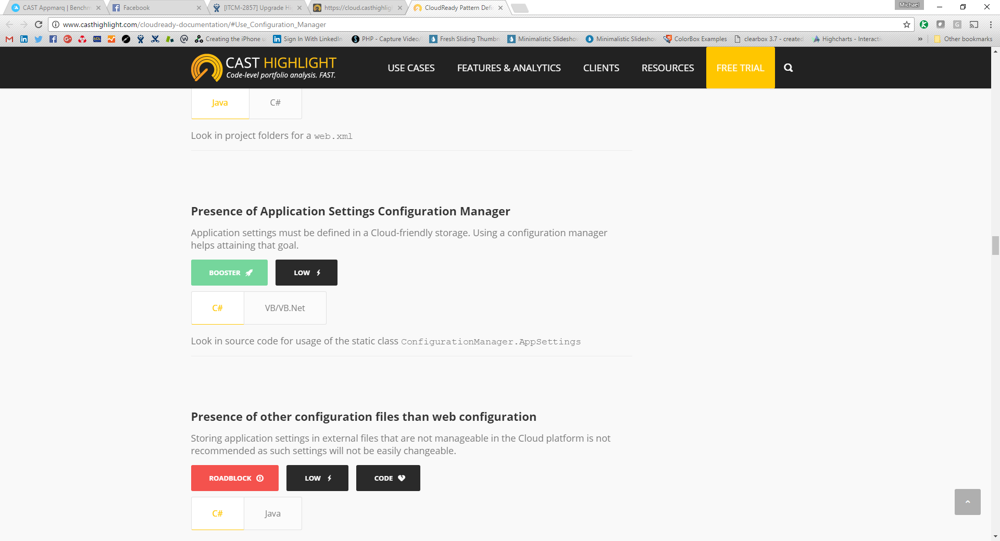 CAST Appmarq | Benchm
Facebook
[ITCM-2857] Upgrade Hi
https://cloud.casthighligh
CloudReady Pattern Defi
Michael
www.casthighlight.com/cloudready-documentation/#Use_Configuration_Manager
Creating the iPhone u
Sign In With LinkedIn
PHP - Capture Video/
Fresh Sliding Thumbn
Minimalistic Slideshow
Minimalistic Slideshow
ColorBox Examples
clearbox 3.7 - created
Highcharts - Interacti
Other bookmarks
CAST HIGHLIGHT
Code-level portfolio analysis. FAST.
USE CASES
FEATURES & ANALYTICS
CLIENTS
RESOURCES
FREE TRIAL
Java
C#
Look in project folders for a web.xml
Presence of Application Settings Configuration Manager
Application settings must be defined in a Cloud-friendly storage. Using a configuration manager
helps attaining that goal.
BOOSTER
LOW
C#
VB/VB.Net
Look in source code for usage of the static class ConfigurationManager.AppSettings
Presence of other configuration files than web configuration
Storing application settings in external files that are not manageable in the Cloud platform is not
recommended as such settings will not be easily changeable.
ROADBLOCK
LOW
CODE
C#
Java